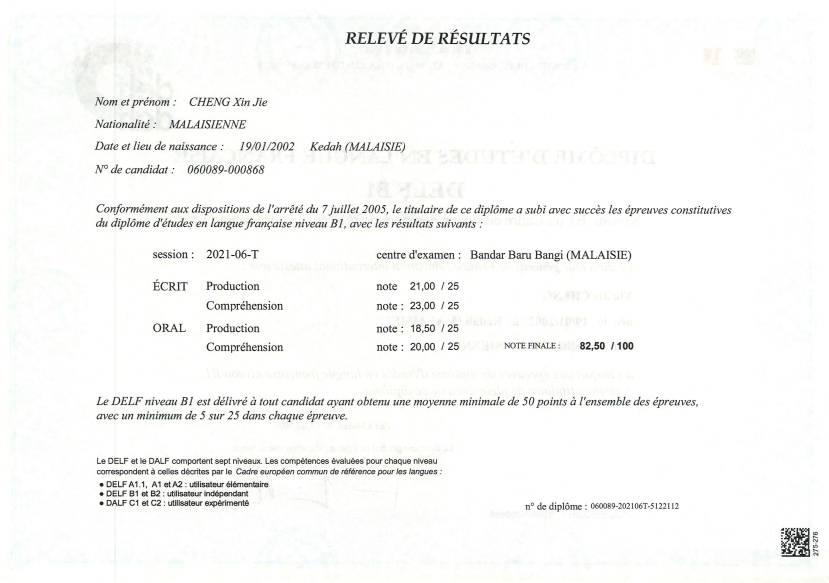 RELEVÉ DE RÉSULTATS
Nom et prénom : CHENG Xin Jie
Nationalité : MALAISIENNE
Date et lieu de naissance : 19/01/2002 Kedah (MALAISIE)
N° de candidat : 060089-000868
Conformément aux dispositions de l'arrêté du 7 juillet 2005, le titulaire de ce diplôme a subi avec succès les épreuves constitutives
du diplôme d'études en langue française niveau B1, avec les résultats suivants :
session : 2021-06-T centre d'examen : Bandar Baru Bangi (MALAISIE)
ÉCRIT Production note 21,00 / 25
Compréhension note : 23,00 / 25
ORAL Production note : 18,50 / 25
Compréhension note : 20,00 / 25 NOTE FINALE : 82,50 / 100
Le DELF niveau B1 est délivré à tout candidat ayant obtenu une moyenne minimale de 50 points à l'ensemble des épreuves,
avec un minimum de 5 sur 25 dans chaque épreuve.
Le DELF et le DALF comportent sept niveaux. Les compétences évaluées pour chaque niveau
correspondent à celles décrites par le Cadre européen commun de référence pour les langues :
• DELF A1.1, A1 et A2 : utilisateur élémentaire
• DELF B1 et B2 : utilisateur indépendant
• DALF C1 et C2 : utilisateur expérimenté
n° de diplôme : 060089-202106T-5122112
275-276